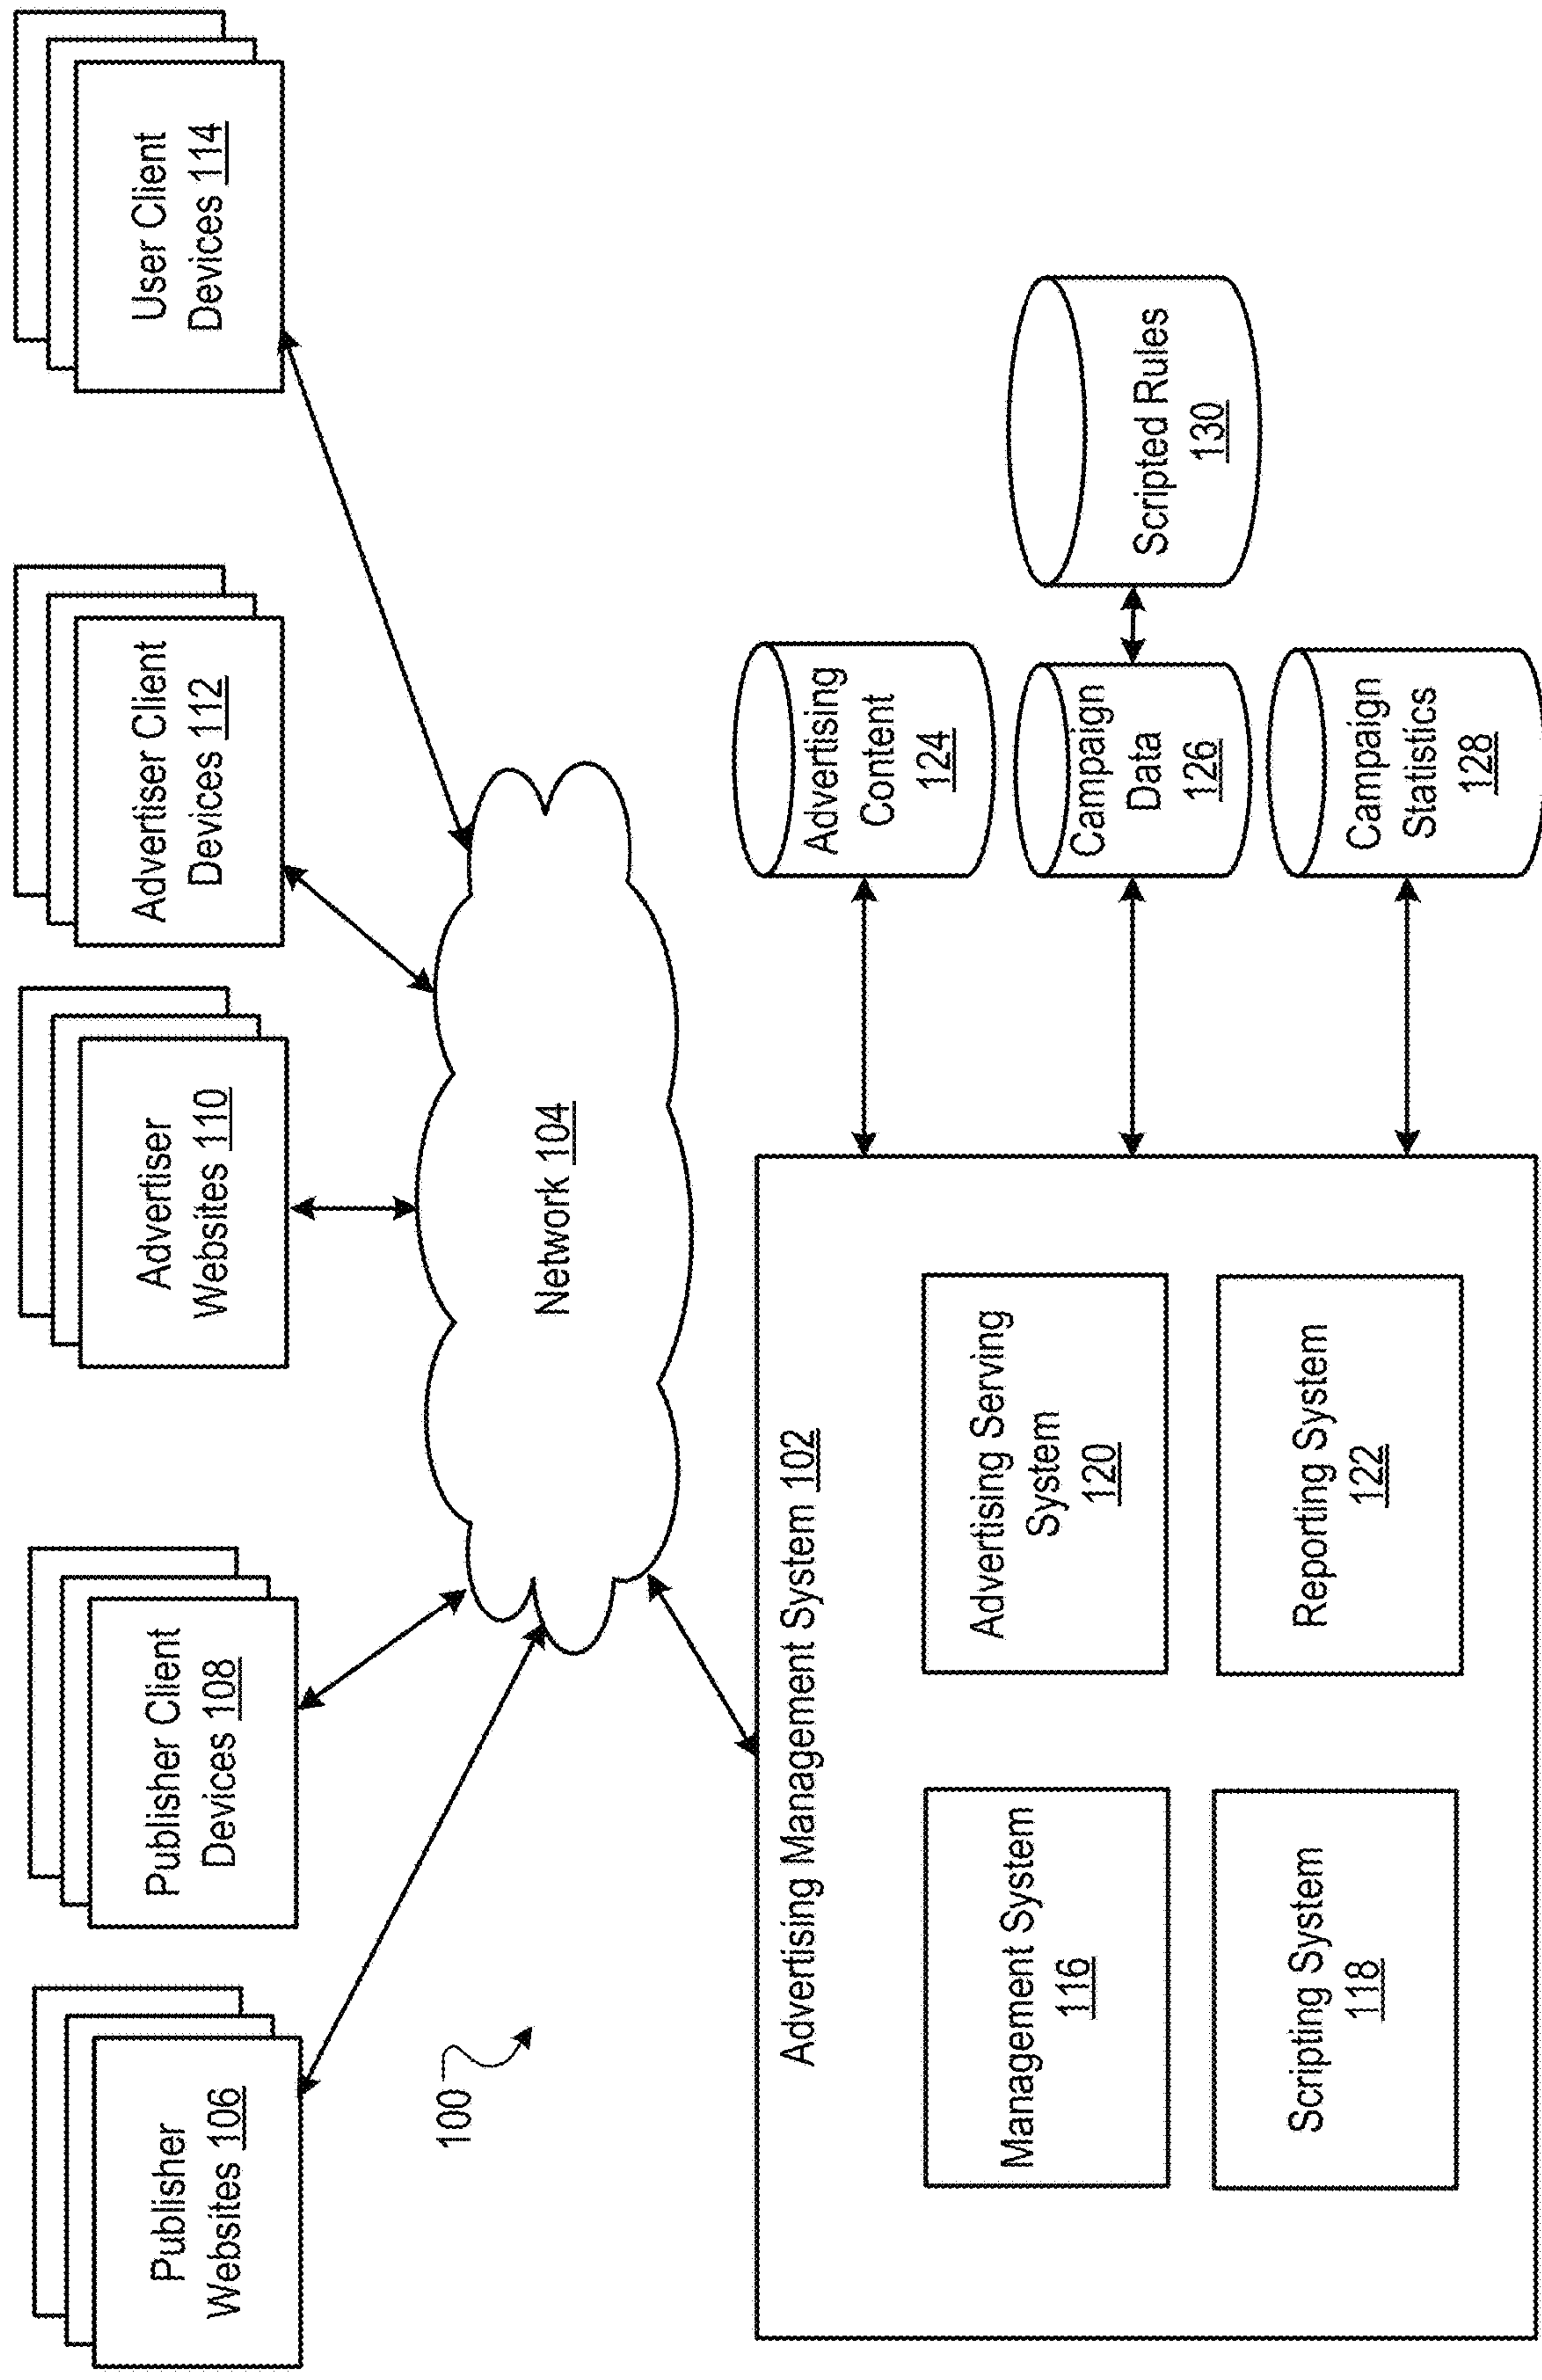 Publisher
Websites 106
Publisher Client
Devices 108
Advertiser
Websites 110
Advertiser Client
Devices 112
User Client
Devices 114
100
Network 104
Advertising Management System 102
Management System
116
Advertising Serving
System
120
Scripting System
118
Reporting System
122
Advertising
Content
124
Campaign
Data
126
Scripted Rules
130
Campaign
Statistics
128